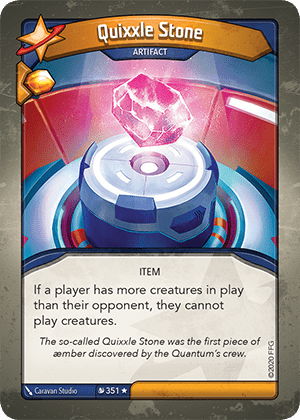 Quixxle Stone
ARTIFACT
ITEM
If a player has more creatures in play
than their opponent, they cannot
play creatures.
The so-called Quixxle Stone was the first piece of
æmber discovered by the Quantum's crew.
©2020 FFG
Caravan Studio
351